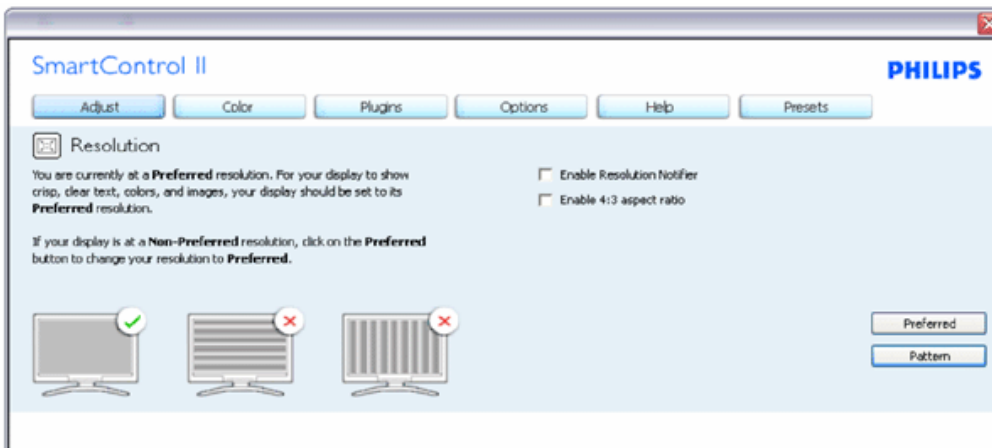 SmartControl II
PHILIPS
Adjust
Color
Plugins
Options
Help
Presets
Resolution
You are currently at a Preferred resolution. For your display to show
crisp, clear text, colors, and images, your display should be set to its
Preferred resolution.
If your display is at a Non-Preferred resolution, click on the Preferred
button to change your resolution to Preferred.
Enable Resolution Notifier
Enable 4:3 aspect ratio
Preferred
Pattern